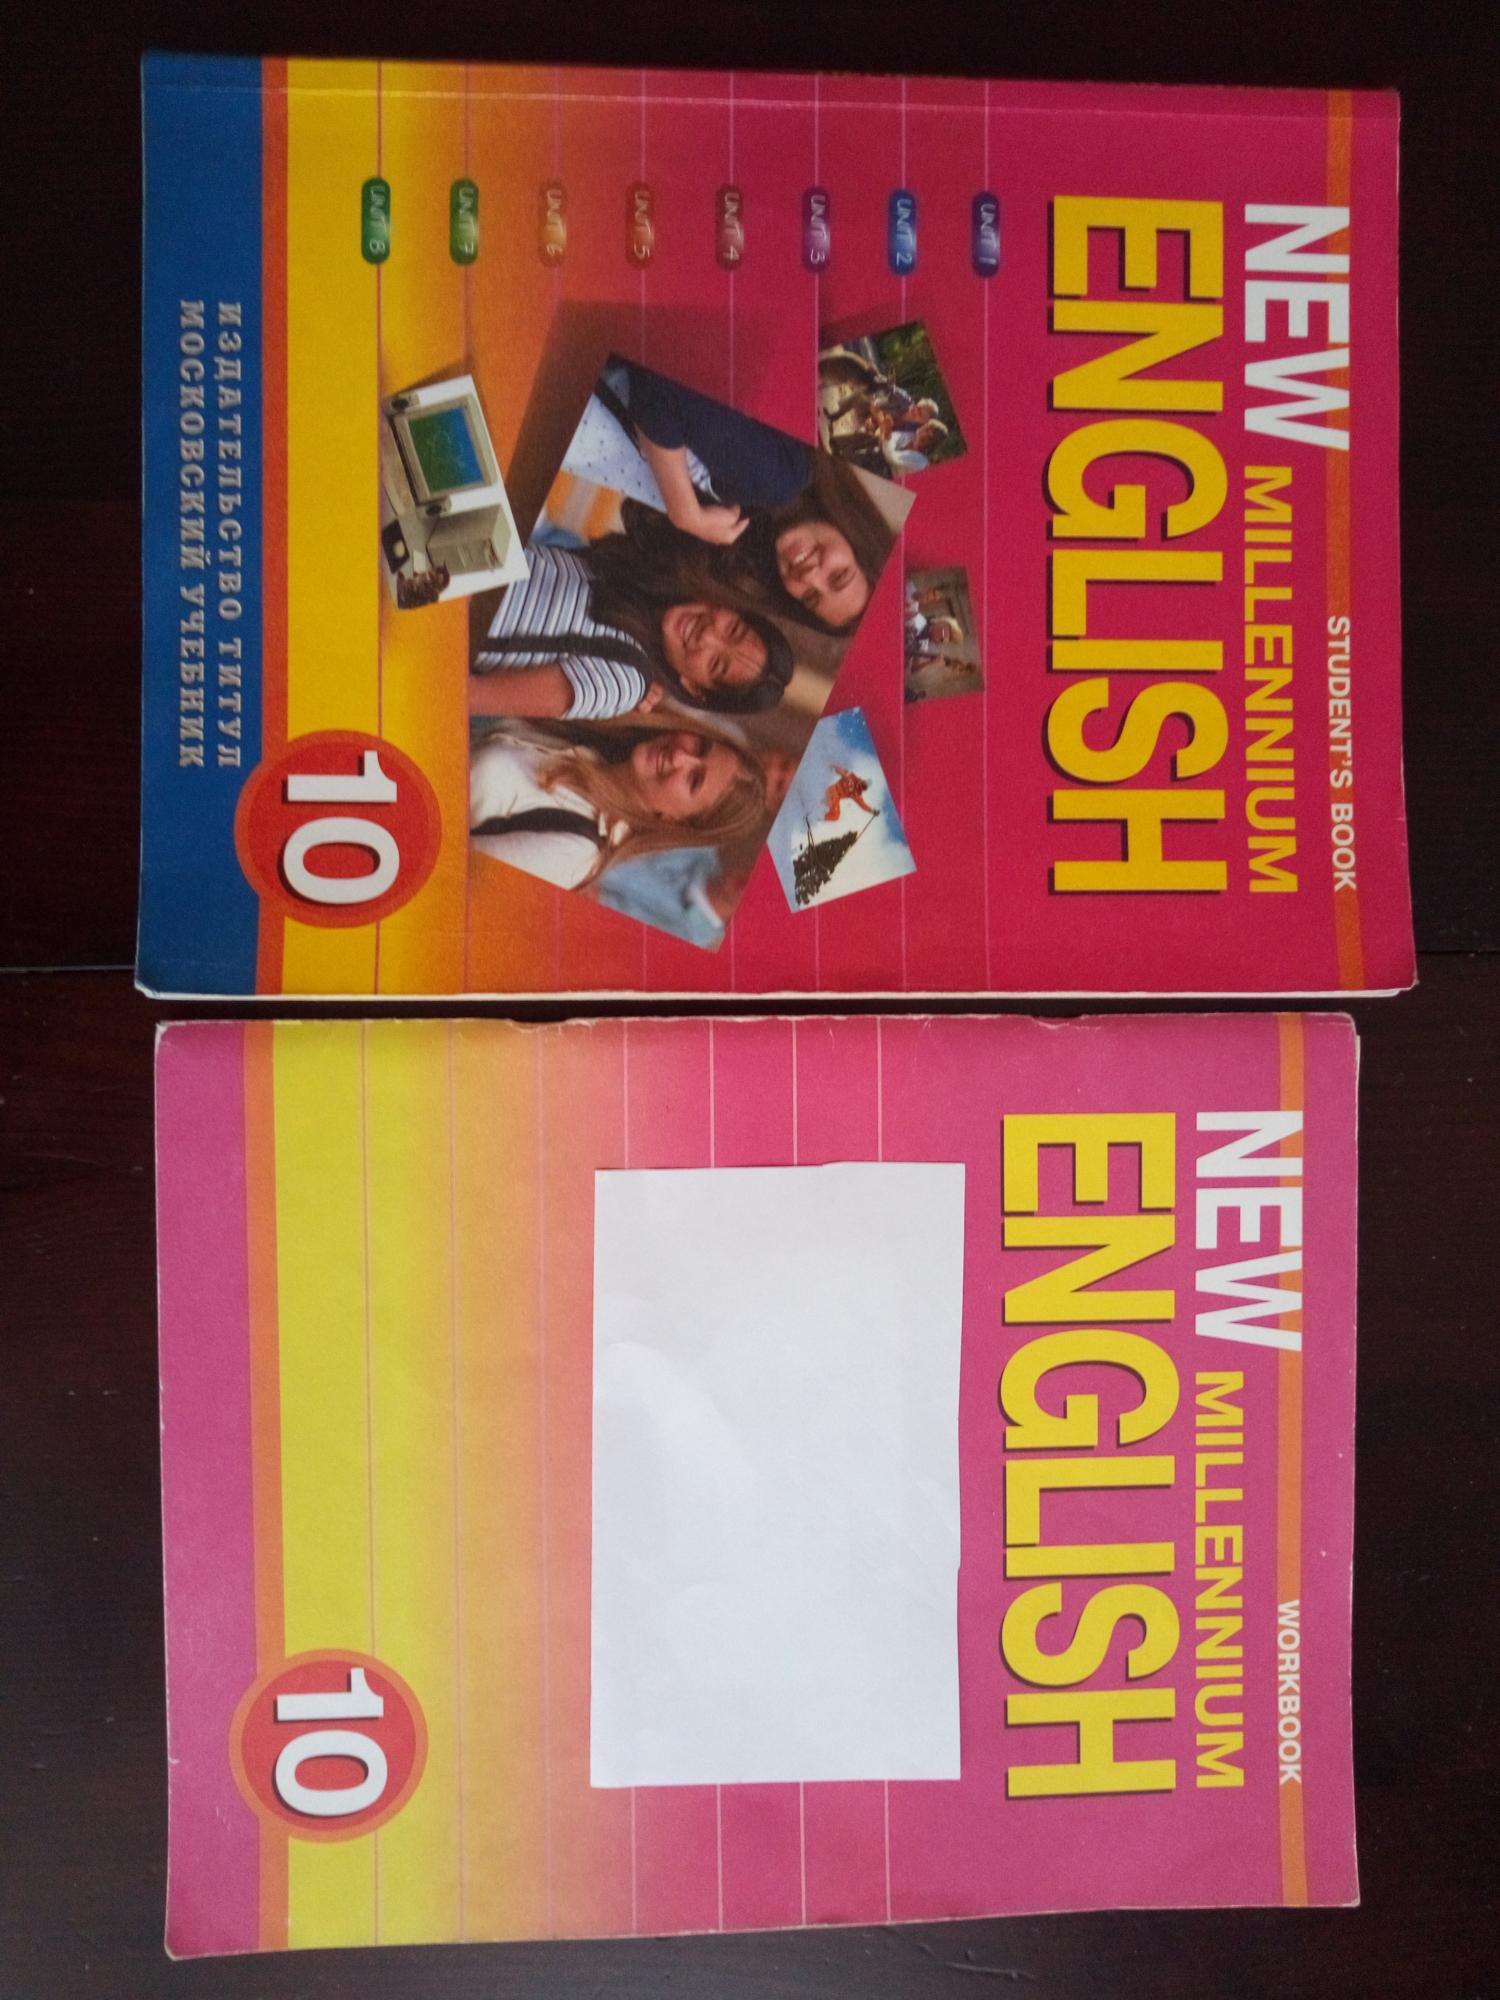 STUDENT'S BOOK
NEW MILLENNIUM
ENGLISH
UNIT 1
UNIT 2
UNIT 3
UNIT 4
UNIT 5
UNIT 6
UNIT 7
UNIT 8
10
ИЗДАТЕЛЬСТВО ТИТУЛ
МОСКОВСКИЙ УЧЕБНИК
WORKBOOK
NEW MILLENNIUM
ENGLISH
10